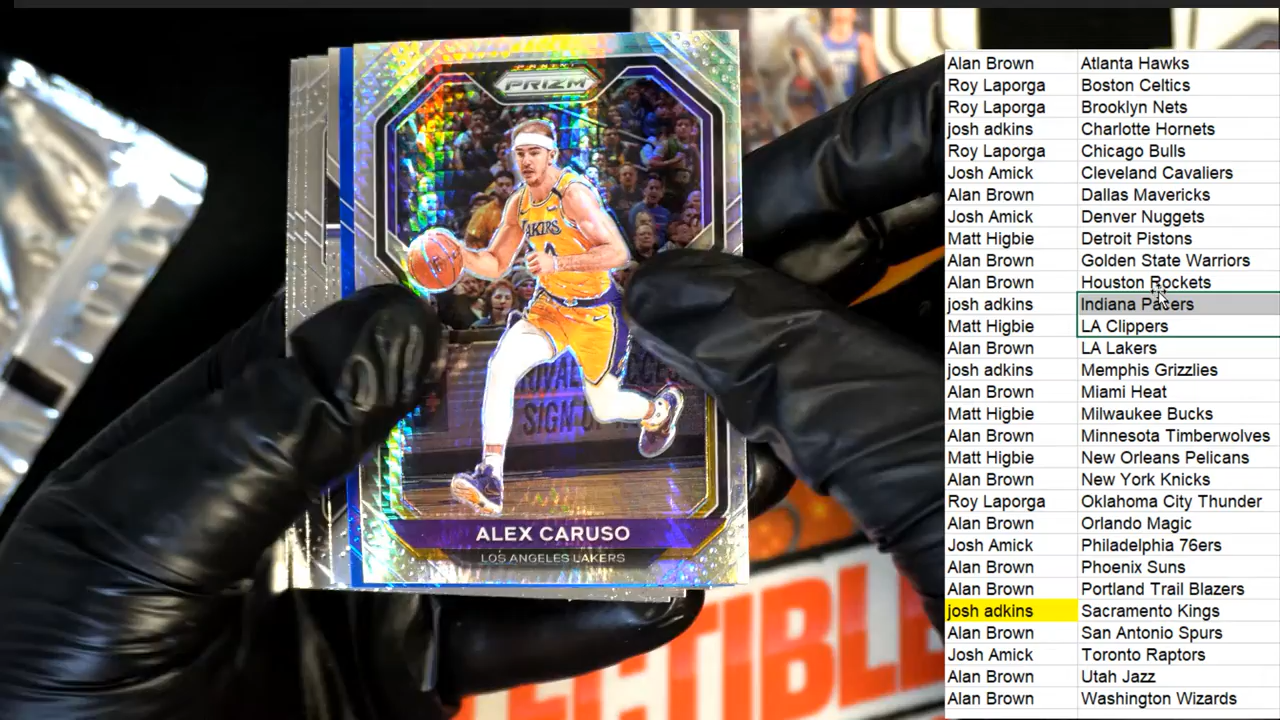 PRIZM
LAKERS
ALEX CARUSO
LOS ANGELES LAKERS
SIGN
Alan Brown Atlanta Hawks
Roy Laporga Boston Celtics
Roy Laporga Brooklyn Nets
josh adkins Charlotte Hornets
Roy Laporga Chicago Bulls
Josh Amick Cleveland Cavaliers
Alan Brown Dallas Mavericks
Josh Amick Denver Nuggets
Matt Higbie Detroit Pistons
Alan Brown Golden State Warriors
Alan Brown Houston Rockets
josh adkins Indiana Pacers
Matt Higbie LA Clippers
Alan Brown LA Lakers
josh adkins Memphis Grizzlies
Alan Brown Miami Heat
Matt Higbie Milwaukee Bucks
Alan Brown Minnesota Timberwolves
Matt Higbie New Orleans Pelicans
Alan Brown New York Knicks
Roy Laporga Oklahoma City Thunder
Alan Brown Orlando Magic
Josh Amick Philadelphia 76ers
Alan Brown Phoenix Suns
Alan Brown Portland Trail Blazers
josh adkins Sacramento Kings
Alan Brown San Antonio Spurs
Josh Amick Toronto Raptors
Alan Brown Utah Jazz
Alan Brown Washington Wizards